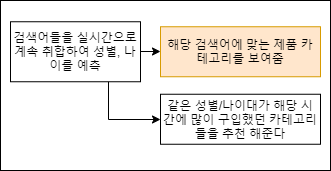 검색어들을 실시간으로
계속 취합하여 성별, 나
이를 예측
해당 검색어에 맞는 제품 카
테고리를 보여줌
같은 성별/나이대가 해당 시
간에 많이 구입했던 카테고리
들을 추천 해준다